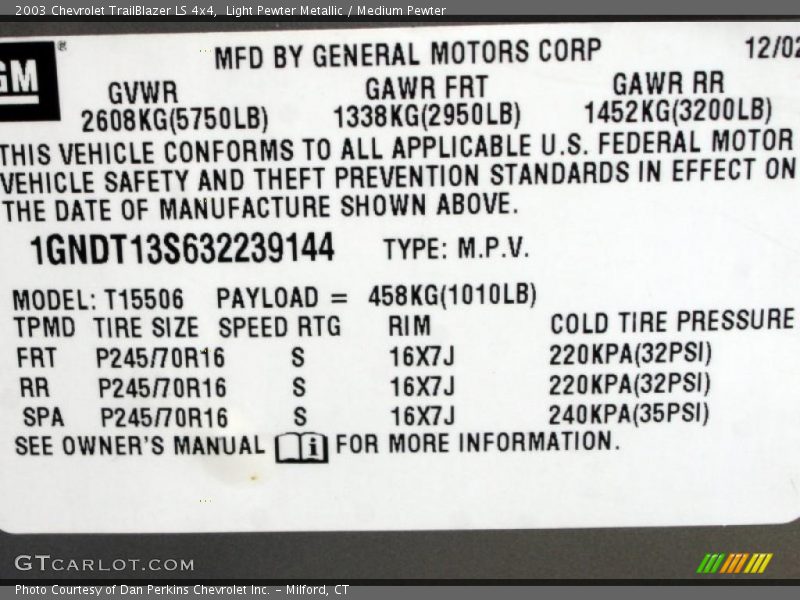 2003 Chevrolet TrailBlazer LS 4x4, Light Pewter Metallic / Medium Pewter
GM ® MFD BY GENERAL MOTORS CORP 12/02
GVWR GAWR FRT GAWR RR
2608KG(5750LB) 1338KG(2950LB) 1452KG(3200LB)
THIS VEHICLE CONFORMS TO ALL APPLICABLE U.S. FEDERAL MOTOR
VEHICLE SAFETY AND THEFT PREVENTION STANDARDS IN EFFECT ON
THE DATE OF MANUFACTURE SHOWN ABOVE.
1GNDT13S632239144 TYPE: M.P.V.
MODEL: T15506 PAYLOAD = 458KG(1010LB)
TPMD TIRE SIZE SPEED RTG RIM COLD TIRE PRESSURE
FRT P245/70R16 S 16X7J 220KPA(32PSI)
RR P245/70R16 S 16X7J 220KPA(32PSI)
SPA P245/70R16 S 16X7J 240KPA(35PSI)
SEE OWNER'S MANUAL i FOR MORE INFORMATION.
GTCARLOT.COM
Photo Courtesy of Dan Perkins Chevrolet Inc. - Milford, CT